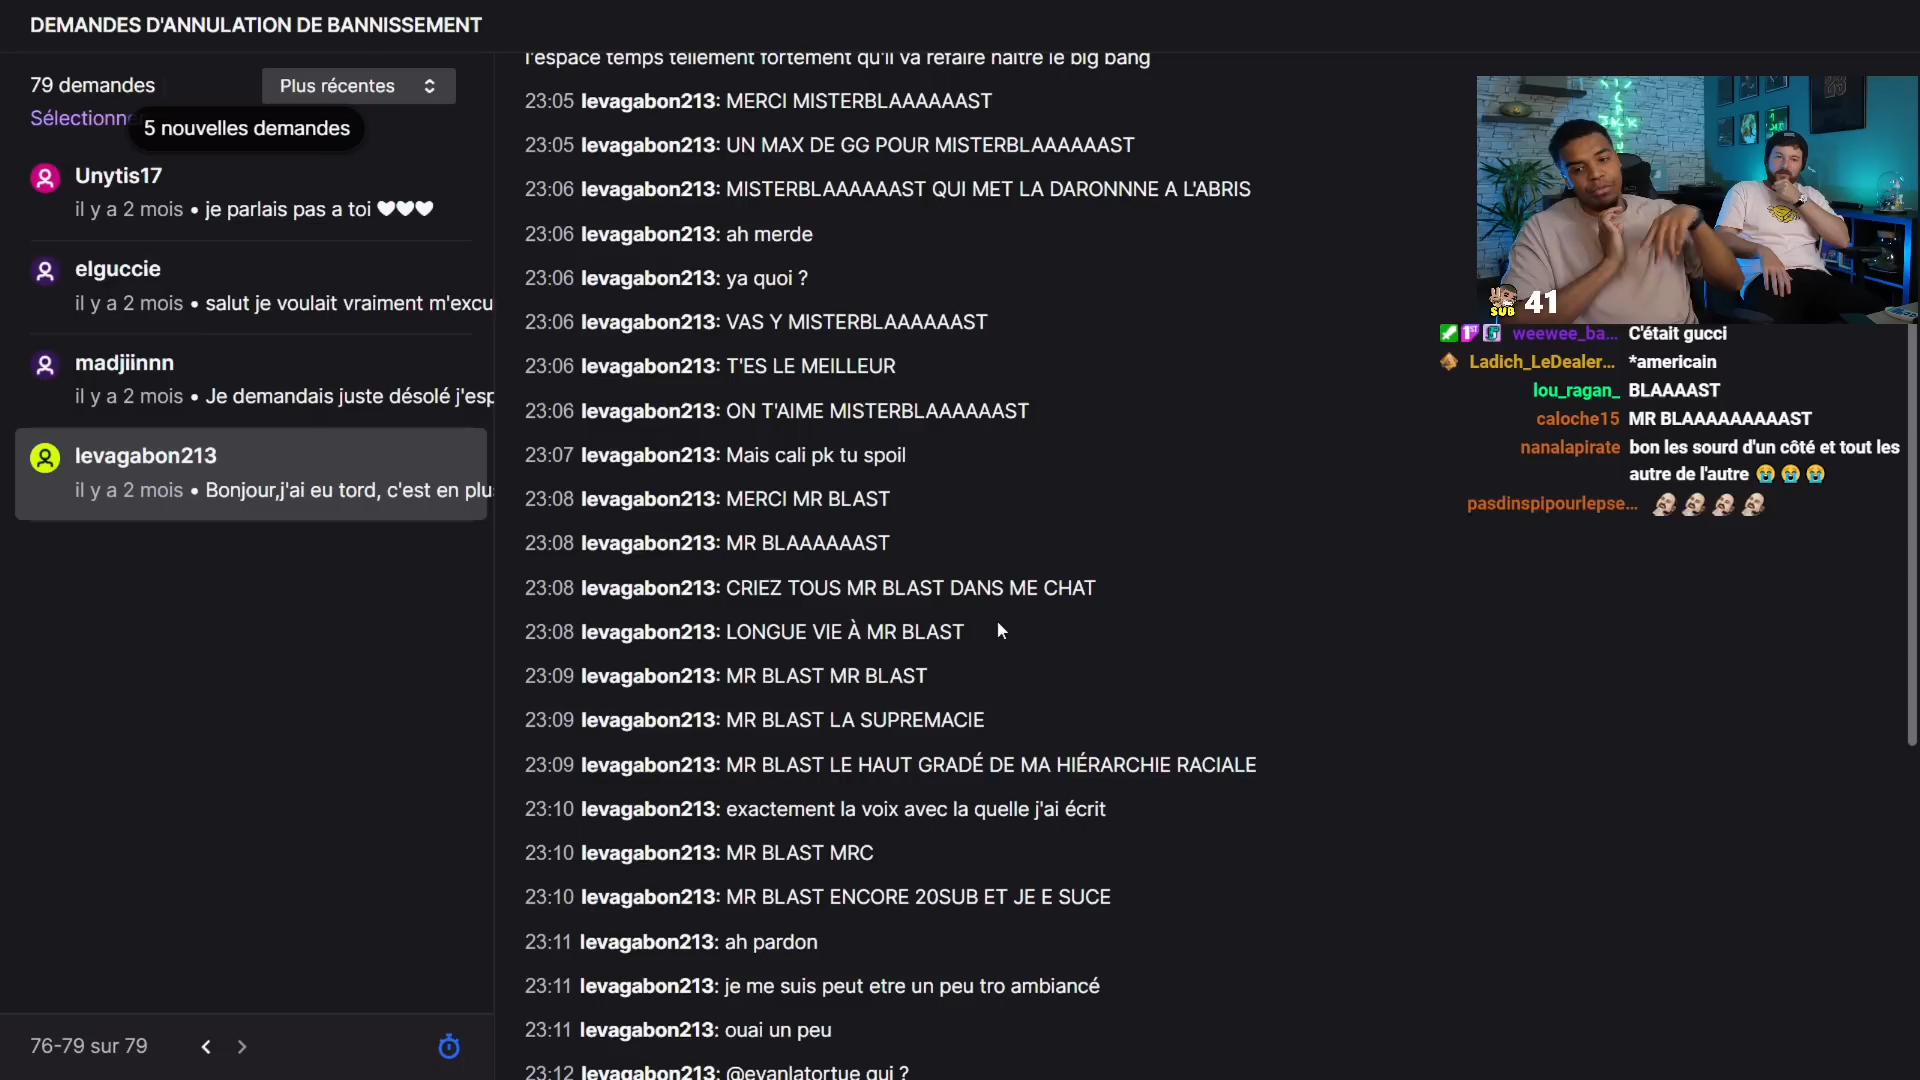 DEMANDES D'ANNULATION DE BANNISSEMENT
79 demandes
Plus récentes
Sélectionne
5 nouvelles demandes
Unytis17
il y a 2 mois • je parlais pas a toi 🤍🤍🤍
elguccie
il y a 2 mois • salut je voulait vraiment m'excu
madjiinnn
il y a 2 mois • Je demandais juste désolé j'esp
levagabon213
il y a 2 mois • Bonjour,j'ai eu tord, c'est en plu
76-79 sur 79
l'espace temps tellement fortement qu'il va refaire naitre le big bang
23:05 levagabon213: MERCI MISTERBLAAAAAAST
23:05 levagabon213: UN MAX DE GG POUR MISTERBLAAAAAAST
23:06 levagabon213: MISTERBLAAAAAAST QUI MET LA DARONNNE A L'ABRIS
23:06 levagabon213: ah merde
23:06 levagabon213: ya quoi ?
23:06 levagabon213: VAS Y MISTERBLAAAAAAST
23:06 levagabon213: T'ES LE MEILLEUR
23:06 levagabon213: ON T'AIME MISTERBLAAAAAAST
23:07 levagabon213: Mais cali pk tu spoil
23:08 levagabon213: MERCI MR BLAST
23:08 levagabon213: MR BLAAAAAAST
23:08 levagabon213: CRIEZ TOUS MR BLAST DANS ME CHAT
23:08 levagabon213: LONGUE VIE À MR BLAST
23:09 levagabon213: MR BLAST MR BLAST
23:09 levagabon213: MR BLAST LA SUPREMACIE
23:09 levagabon213: MR BLAST LE HAUT GRADÉ DE MA HIÉRARCHIE RACIALE
23:10 levagabon213: exactement la voix avec la quelle j'ai écrit
23:10 levagabon213: MR BLAST MRC
23:10 levagabon213: MR BLAST ENCORE 20SUB ET JE E SUCE
23:11 levagabon213: ah pardon
23:11 levagabon213: je me suis peut etre un peu tro ambiancé
23:11 levagabon213: ouai un peu
23:12 levagabon213: @evanlatortue qui ?
SUB 41
weewee_ba... C'était gucci
Ladich_LeDealer... *americain
lou_ragan_ BLAAAAST
caloche15 MR BLAAAAAAAAAST
nanalapirate bon les sourd d'un côté et tout les
autre de l'autre 😭 😭 😭
pasdinspipourlepse...